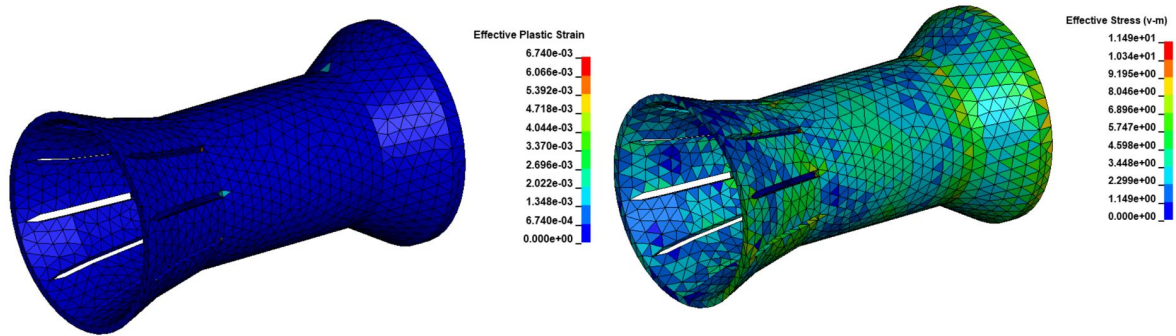 Effective Plastic Strain
6.740e-03
6.066e-03
5.392e-03
4.718e-03
4.044e-03
3.370e-03
2.696e-03
2.022e-03
1.348e-03
6.740e-04
0.000e+00
Effective Stress (v-m)
1.149e+01
1.034e+01
9.195e+00
8.046e+00
6.896e+00
5.747e+00
4.598e+00
3.448e+00
2.299e+00
1.149e+00
0.000e+00